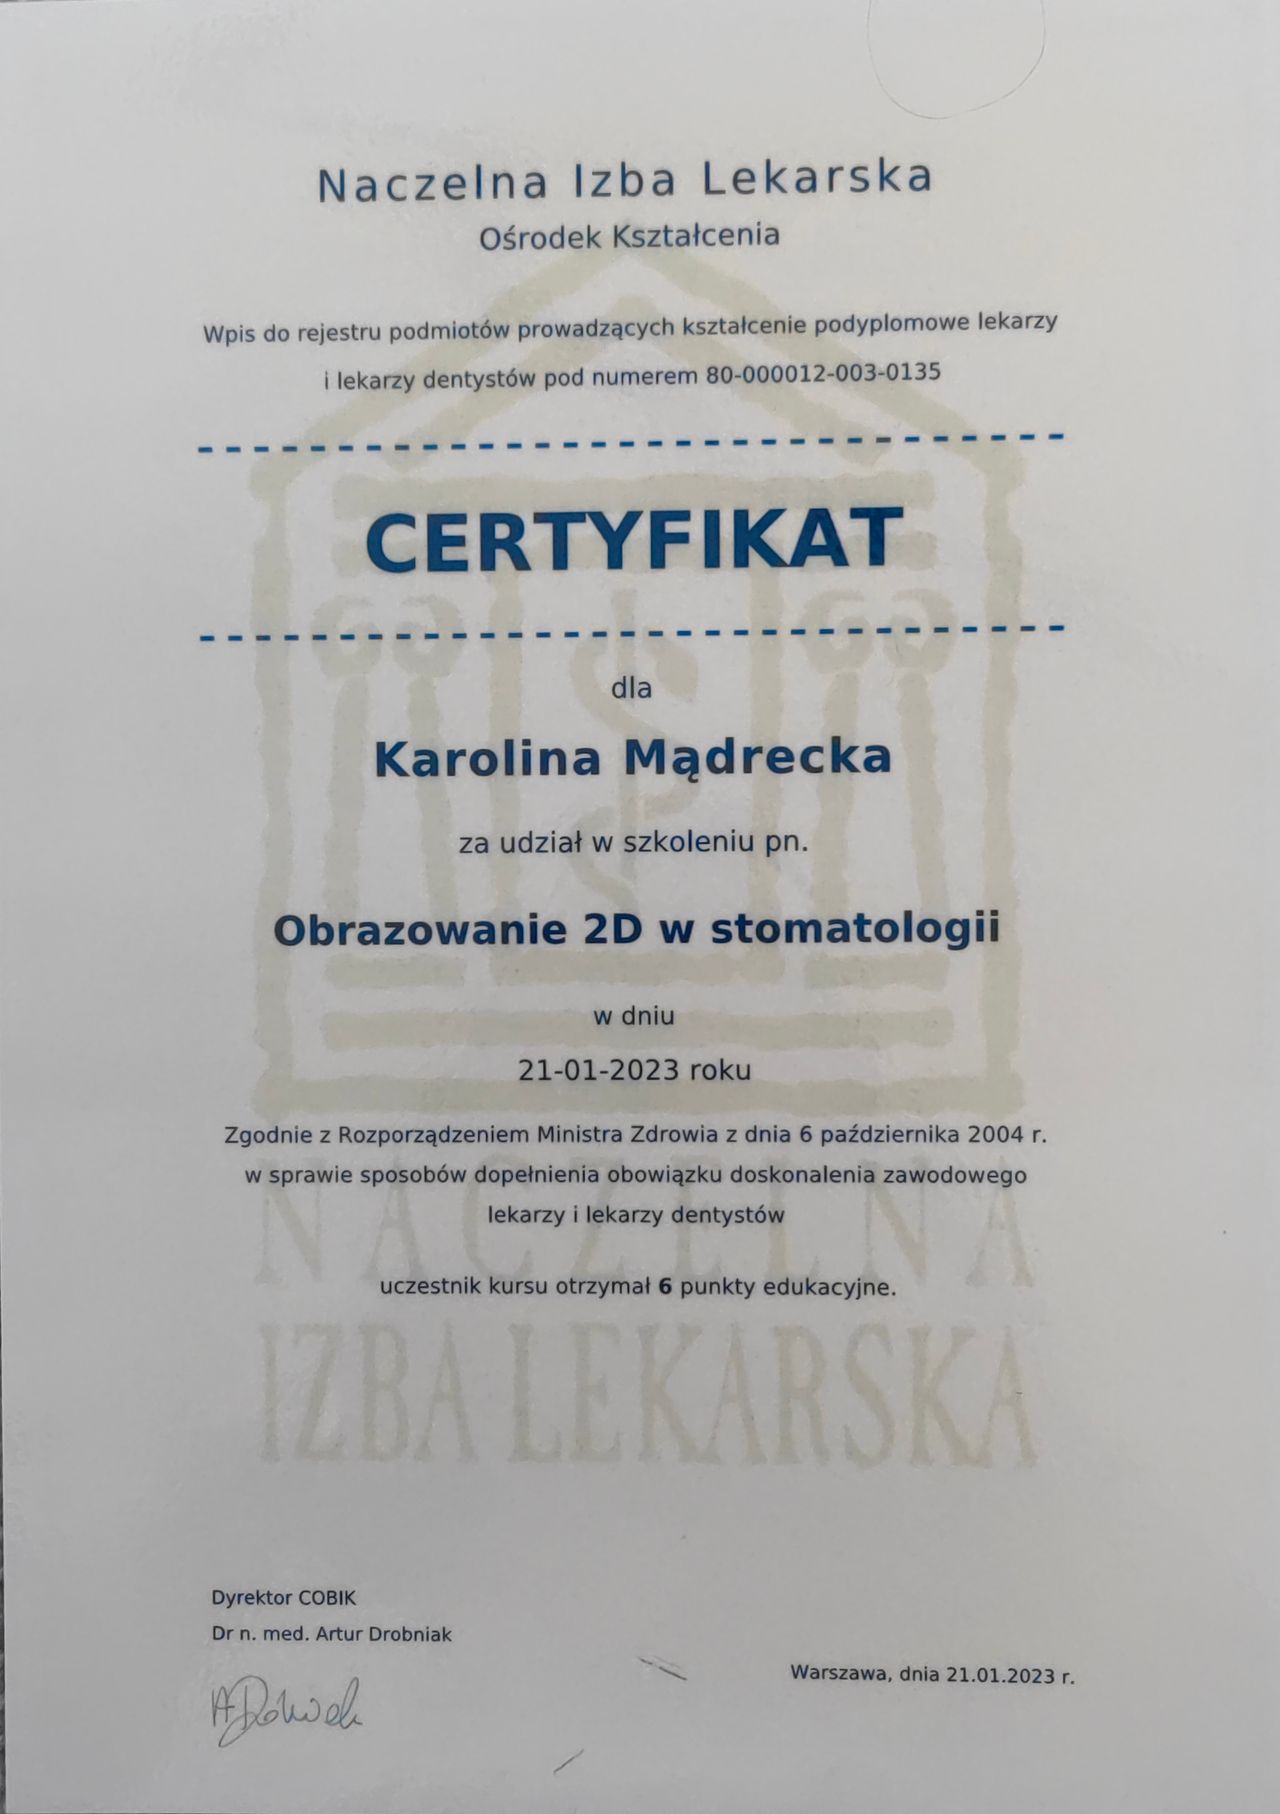 Naczelna Izba Lekarska
Ośrodek Kształcenia
Wpis do rejestru podmiotów prowadzących kształcenie podyplomowe lekarzy
i lekarzy dentystów pod numerem 80-000012-003-0135
CERTYFIKAT
dla
Karolina Mądrecka
za udział w szkoleniu pn.
Obrazowanie 2D w stomatologii
w dniu
21-01-2023 roku
Zgodnie z Rozporządzeniem Ministra Zdrowia z dnia 6 października 2004 r.
w sprawie sposobów dopełnienia obowiązku doskonalenia zawodowego
lekarzy i lekarzy dentystów
NACZELNA
uczestnik kursu otrzymał 6 punkty edukacyjne.
IZBA LEKARSKA
Dyrektor COBIK
Dr n. med. Artur Drobniak
Warszawa, dnia 21.01.2023 r.